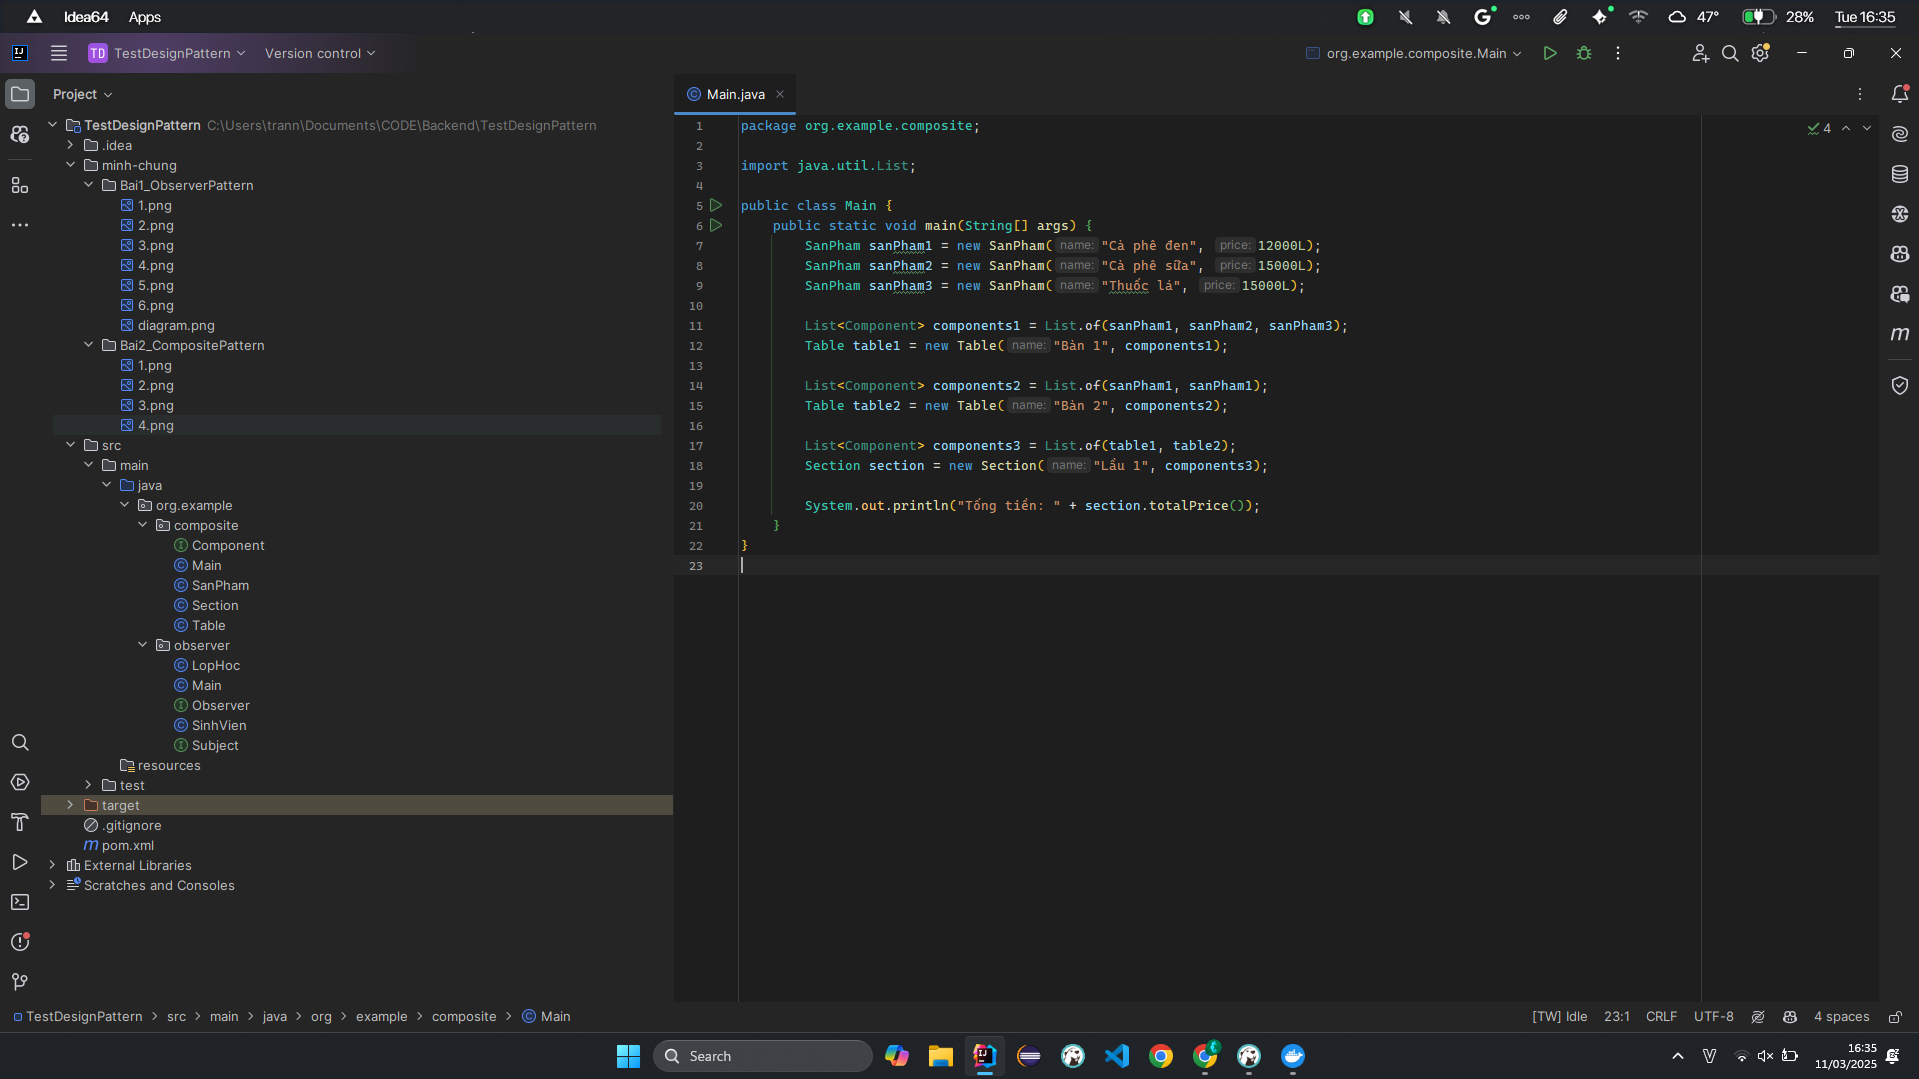 Idea64 Apps
47° 28% Tue 16:35
TD TestDesignPattern Version control
org.example.composite.Main
Project
TestDesignPattern C:\Users\trann\Documents\CODE\Backend\TestDesignPattern
.idea
minh-chung
Bai1_ObserverPattern
1.png
2.png
3.png
4.png
5.png
6.png
diagram.png
Bai2_CompositePattern
1.png
2.png
3.png
4.png
src
main
java
org.example
composite
Component
Main
SanPham
Section
Table
observer
LopHoc
Main
Observer
SinhVien
Subject
resources
test
target
.gitignore
pom.xml
External Libraries
Scratches and Consoles
Main.java
4
1 package org.example.composite;
2
3 import java.util.List;
4
5 public class Main {
6 public static void main(String[] args) {
7 SanPham sanPham1 = new SanPham( name: "Cà phê đen", price: 12000L);
8 SanPham sanPham2 = new SanPham( name: "Cà phê sữa", price: 15000L);
9 SanPham sanPham3 = new SanPham( name: "Thuốc lá", price: 15000L);
10
11 List<Component> components1 = List.of(sanPham1, sanPham2, sanPham3);
12 Table table1 = new Table( name: "Bàn 1", components1);
13
14 List<Component> components2 = List.of(sanPham1, sanPham1);
15 Table table2 = new Table( name: "Bàn 2", components2);
16
17 List<Component> components3 = List.of(table1, table2);
18 Section section = new Section( name: "Lầu 1", components3);
19
20 System.out.println("Tổng tiền: " + section.totalPrice());
21 }
22 }
23
TestDesignPattern > src > main > java > org > example > composite > Main
[TW] Idle 23:1 CRLF UTF-8 4 spaces
Search
16:35
11/03/2025